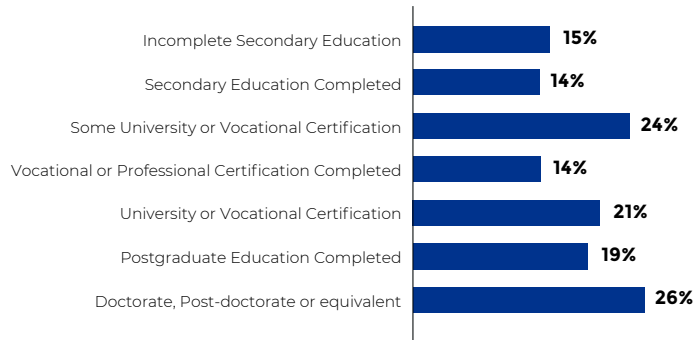 Incomplete Secondary Education 15%
Secondary Education Completed 14%
Some University or Vocational Certification 24%
Vocational or Professional Certification Completed 14%
University or Vocational Certification 21%
Postgraduate Education Completed 19%
Doctorate, Post-doctorate or equivalent 26%